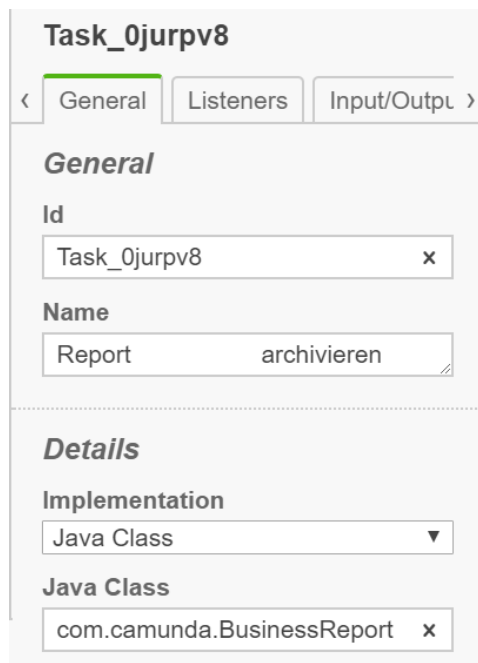 Task_0jurpv8
‹ General Listeners Input/Outpu ›
General
Id
Task_0jurpv8 ×
Name
Report archivieren
Details
Implementation
Java Class ▼
Java Class
com.camunda.BusinessReport ×